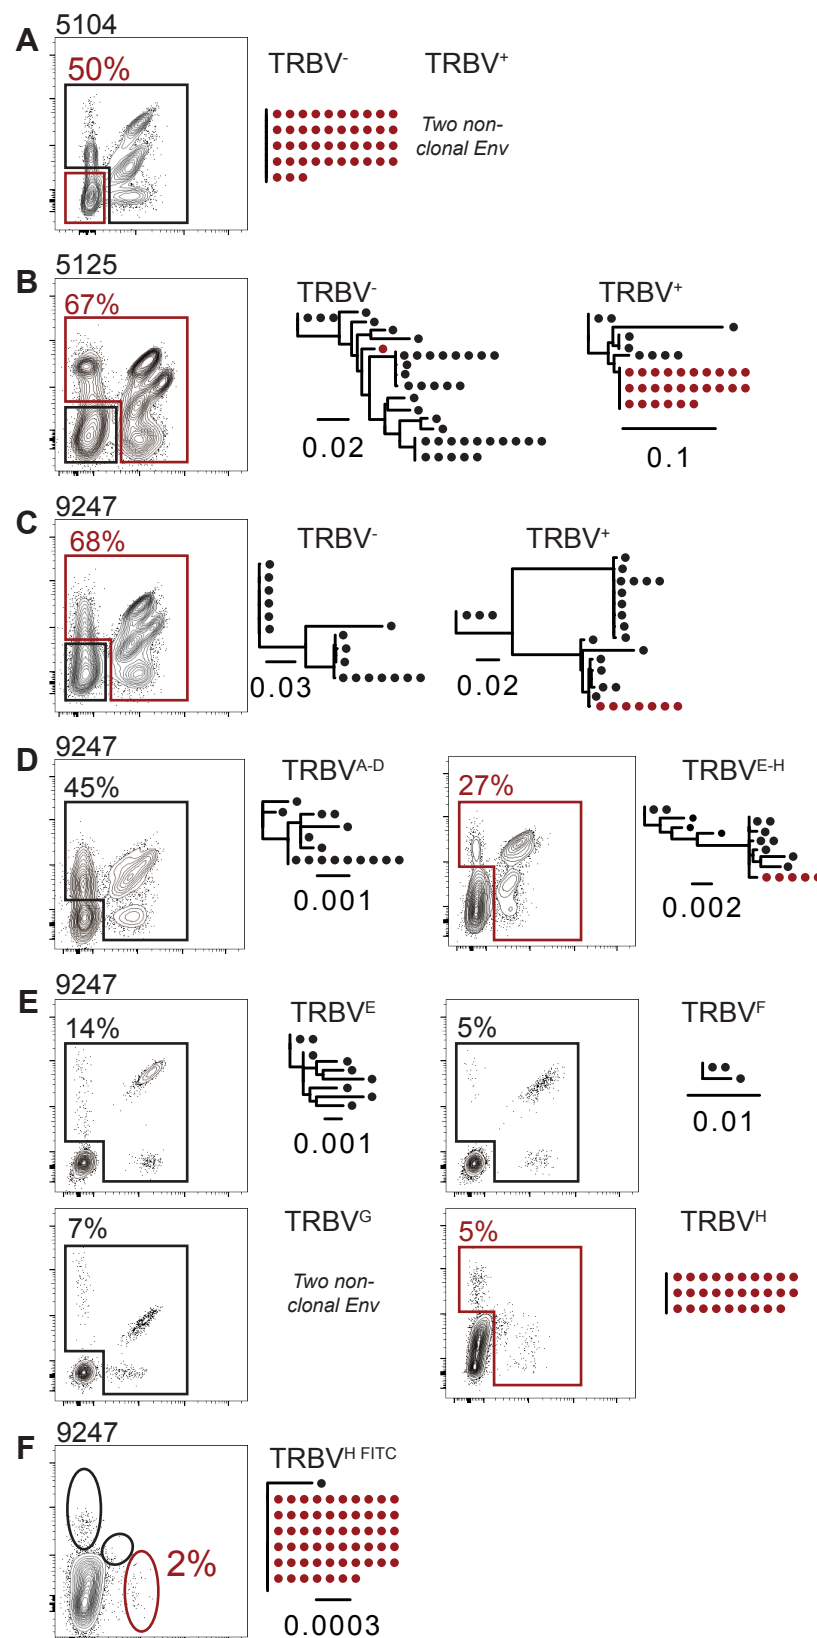 A
5104
50%
TRBV-
TRBV+
Two non-
clonal Env
B
5125
67%
TRBV-
TRBV+
0.02
0.1
C
9247
68%
TRBV-
TRBV+
0.03
0.02
D
9247
45%
TRBVA-D
0.001
27%
TRBVE-H
0.002
E
9247
14%
TRBVE
0.001
5%
TRBVF
0.01
7%
TRBVG
Two non-
clonal Env
5%
TRBVH
F
9247
TRBVH FITC
2%
0.0003